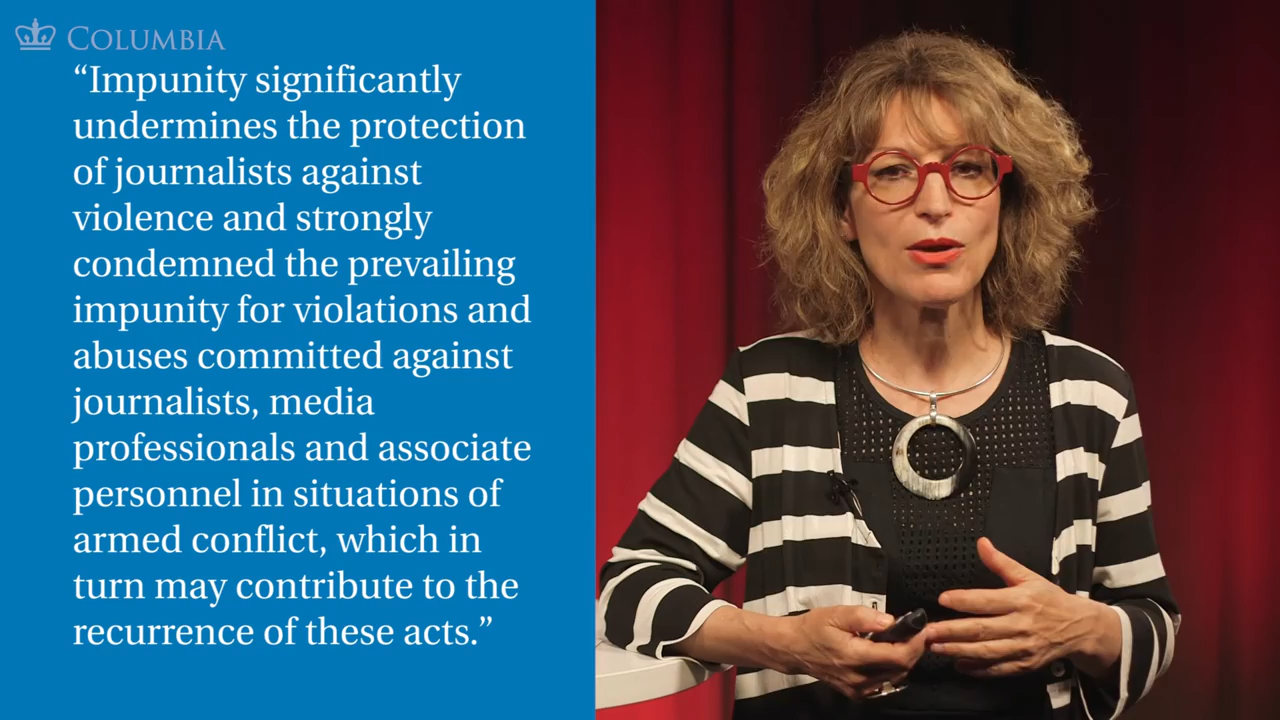 COLUMBIA
“Impunity significantly
undermines the protection
of journalists against
violence and strongly
condemned the prevailing
impunity for violations and
abuses committed against
journalists, media
professionals and associate
personnel in situations of
armed conflict, which in
turn may contribute to the
recurrence of these acts.”